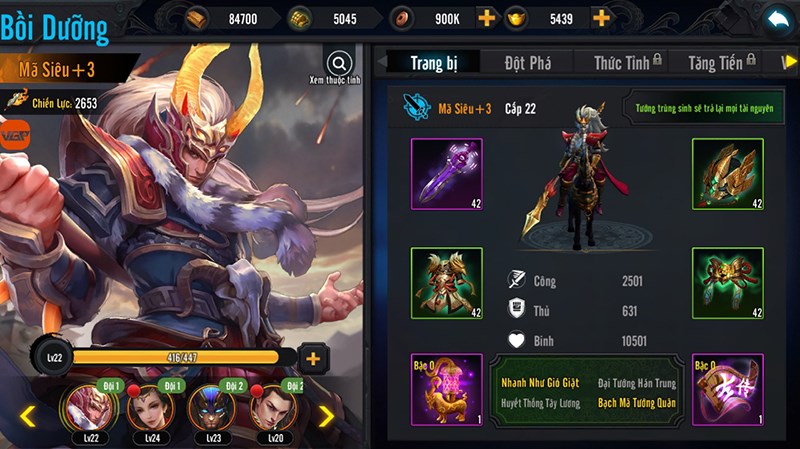 Bồi Dưỡng
84700
5045
900K
5439
Mã Siêu+3
Xem thuộc tính
Chiến Lực: 2653
VGP
Trang bị
Đột Phá
Thức Tỉnh
Tăng Tiến
Mã Siêu+3 Cấp 22
Tướng trùng sinh sẽ trả lại mọi tài nguyên
42
42
42
42
Công 2501
Thủ 631
Binh 10501
Lv22
416/447
Đội 1
Đội 1
Đội 2
Đội 2
Lv22
Lv24
Lv23
Lv20
Bậc 0
1
Nhanh Như Gió Giật
Đại Tướng Hán Trung
Huyết Thống Tây Lương
Bạch Mã Tướng Quân
Bậc 0
1